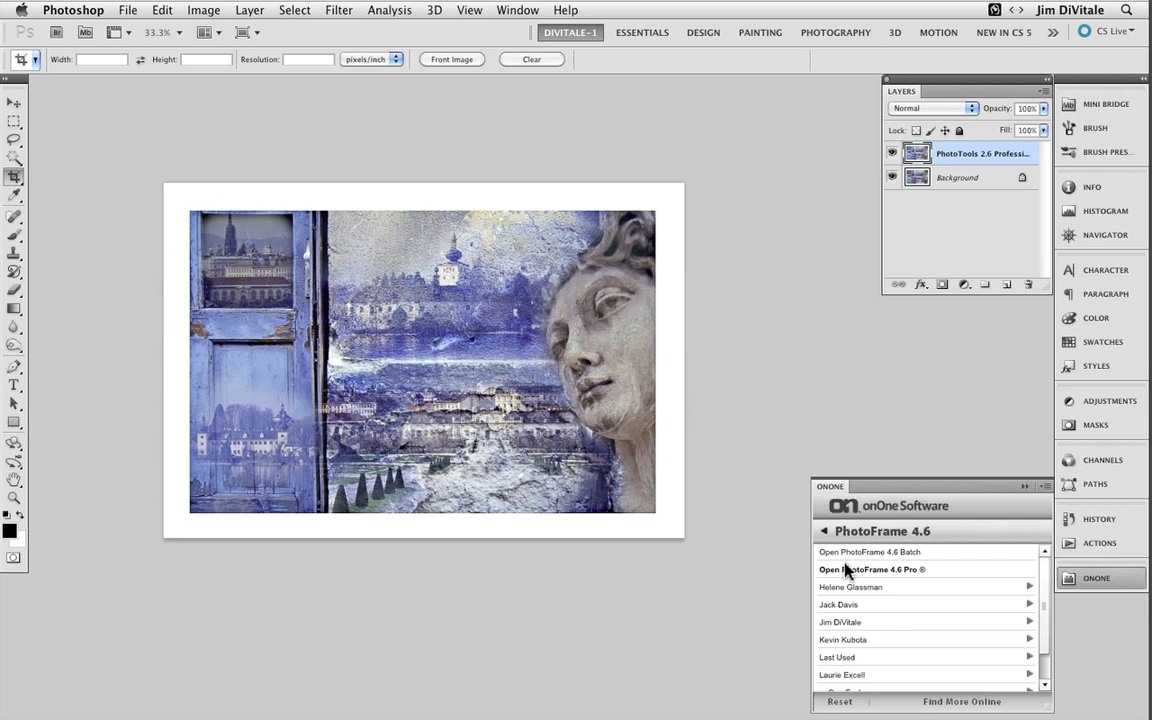 Photoshop File Edit Image Layer Select Filter Analysis 3D View Window Help Jim DiVitale
Ps Br Mb 33.3% DIVITALE-1 ESSENTIALS DESIGN PAINTING PHOTOGRAPHY 3D MOTION NEW IN CS 5 CS Live
Width: Height: Resolution: pixels/inch Front Image Clear
LAYERS
Normal Opacity: 100%
Lock: Fill: 100%
PhotoTools 2.6 Professi...
Background
Mb MINI BRIDGE
BRUSH
BRUSH PRES...
INFO
HISTOGRAM
NAVIGATOR
CHARACTER
PARAGRAPH
COLOR
SWATCHES
STYLES
ADJUSTMENTS
MASKS
CHANNELS
PATHS
HISTORY
ACTIONS
ONONE
ONONE
on onOne Software
PhotoFrame 4.6
Open PhotoFrame 4.6 Batch
Open PhotoFrame 4.6 Pro ®
Helene Glassman
Jack Davis
Jim DiVitale
Kevin Kubota
Last Used
Laurie Excell
Reset Find More Online